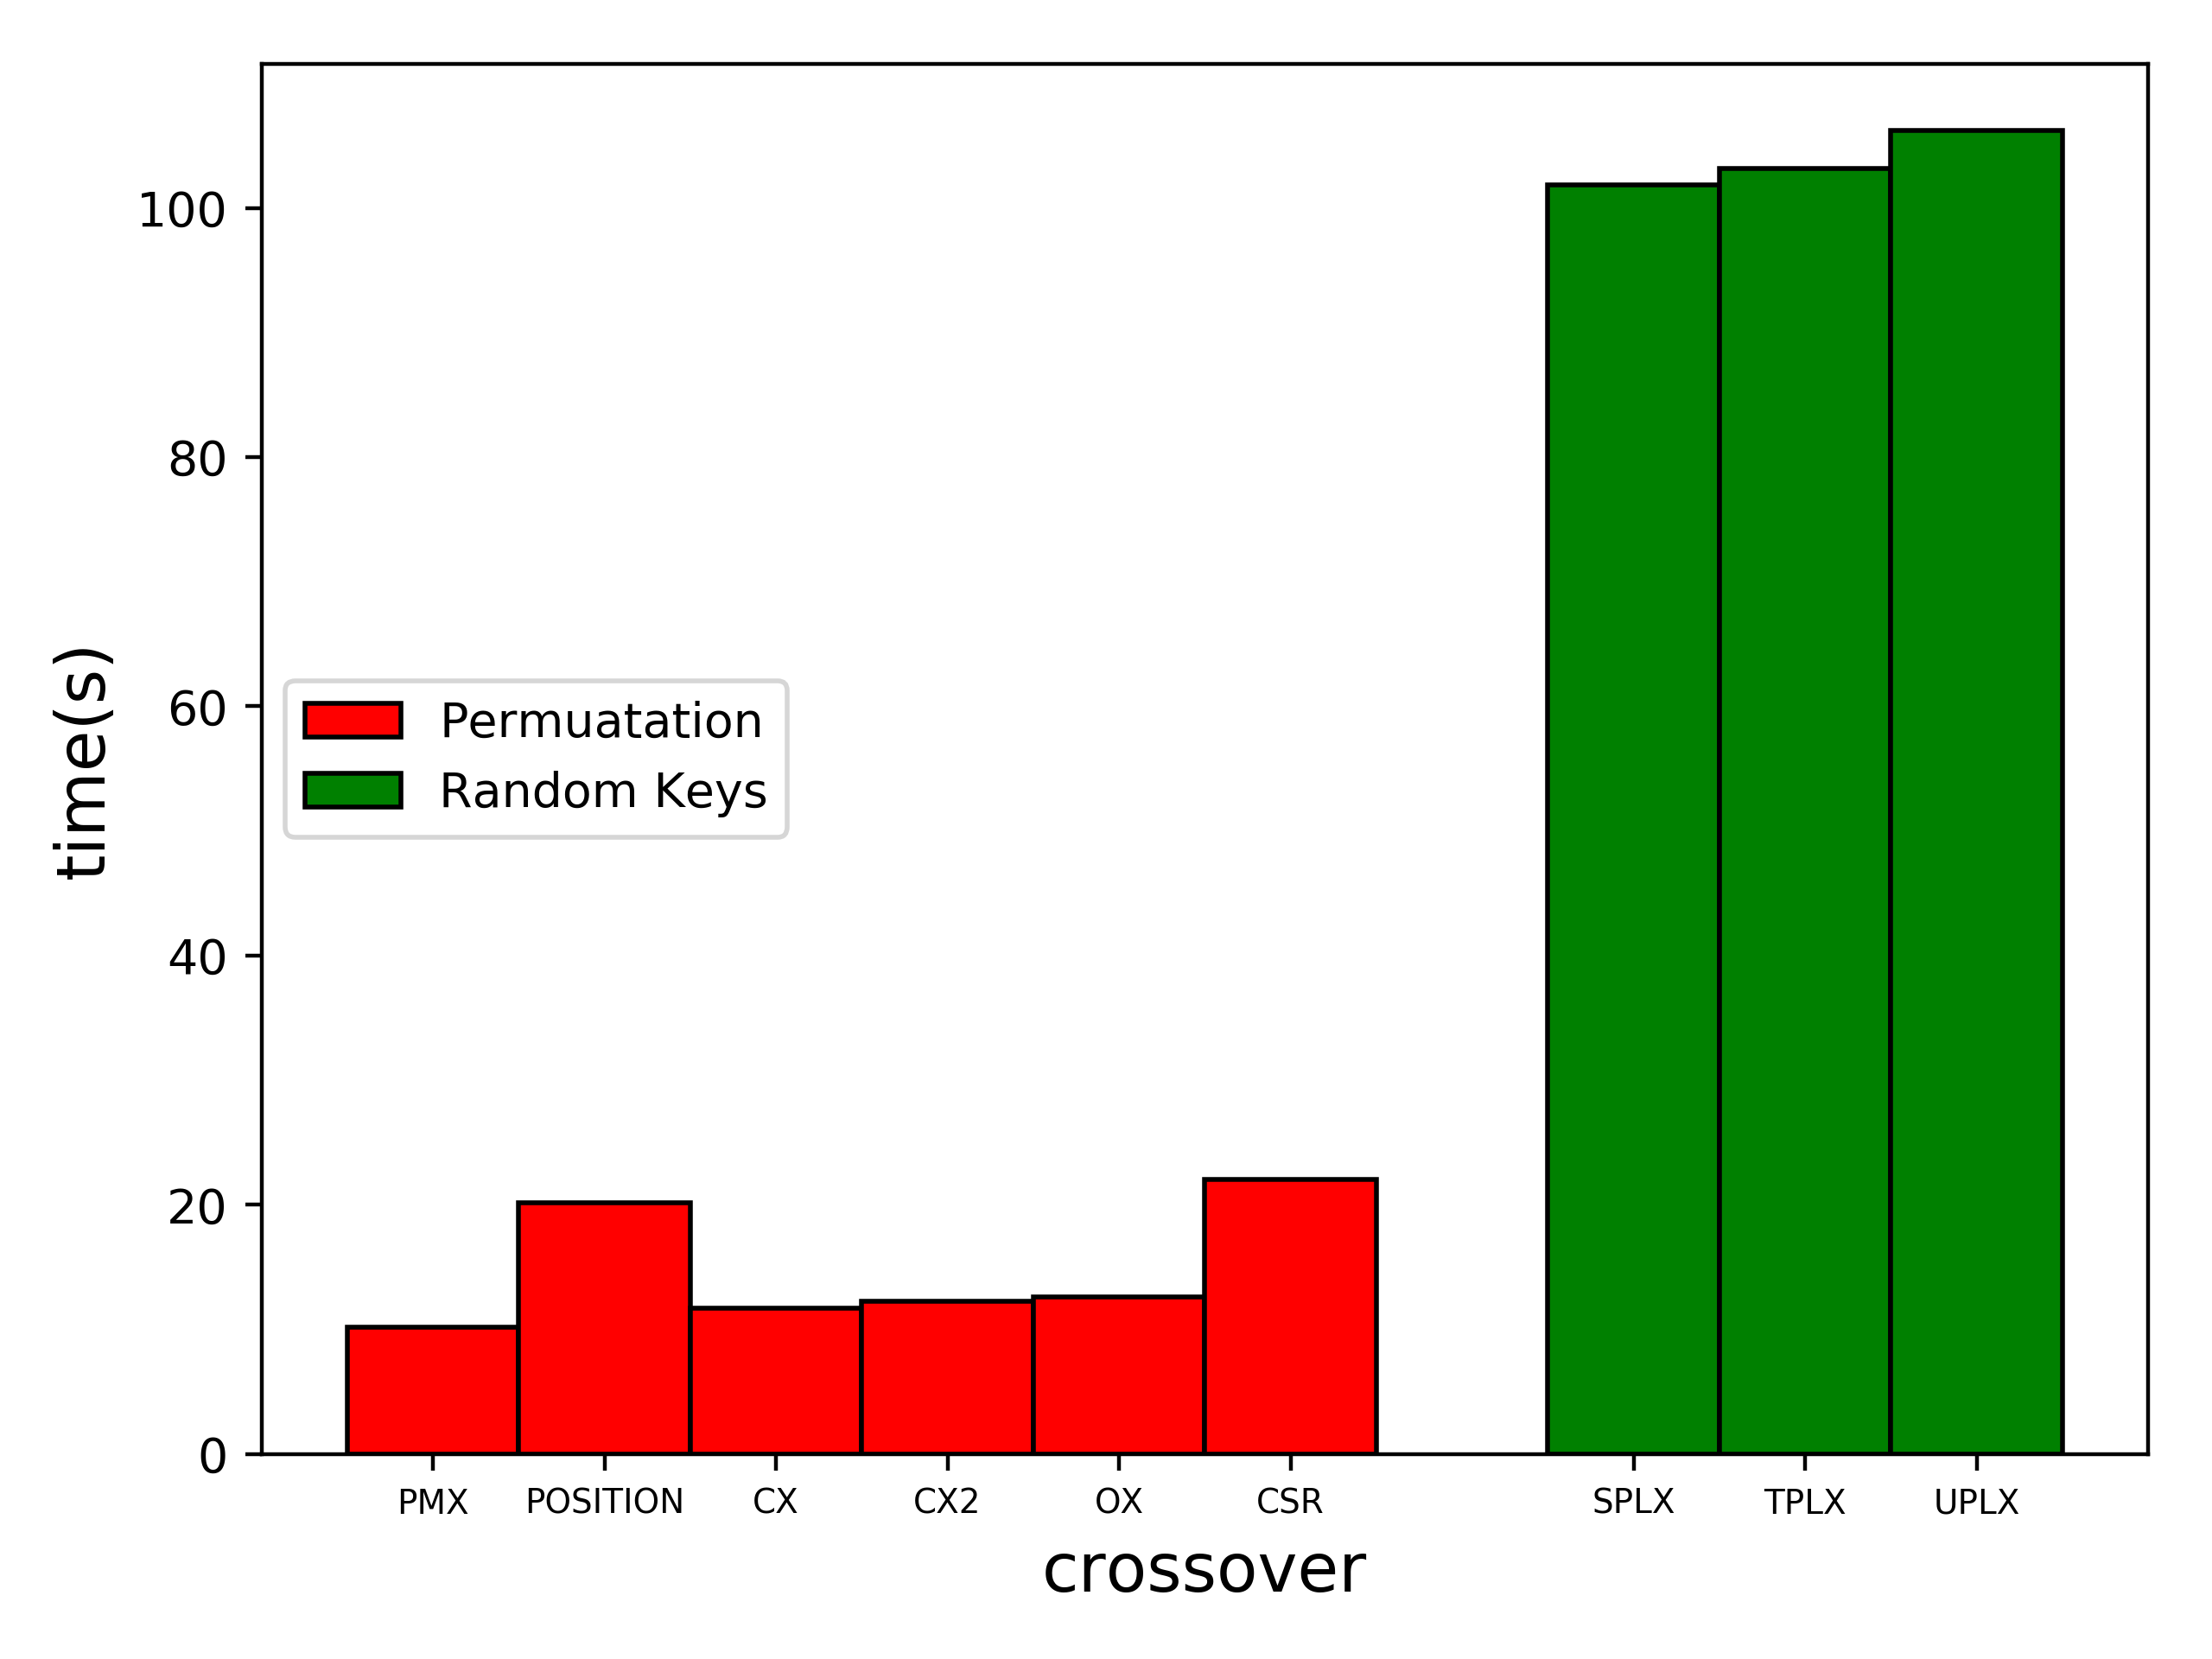 100
80
60
40
20
0
time(s)
Permuatation
Random Keys
PMX POSITION CX CX2 OX CSR SPLX TPLX UPLX
crossover